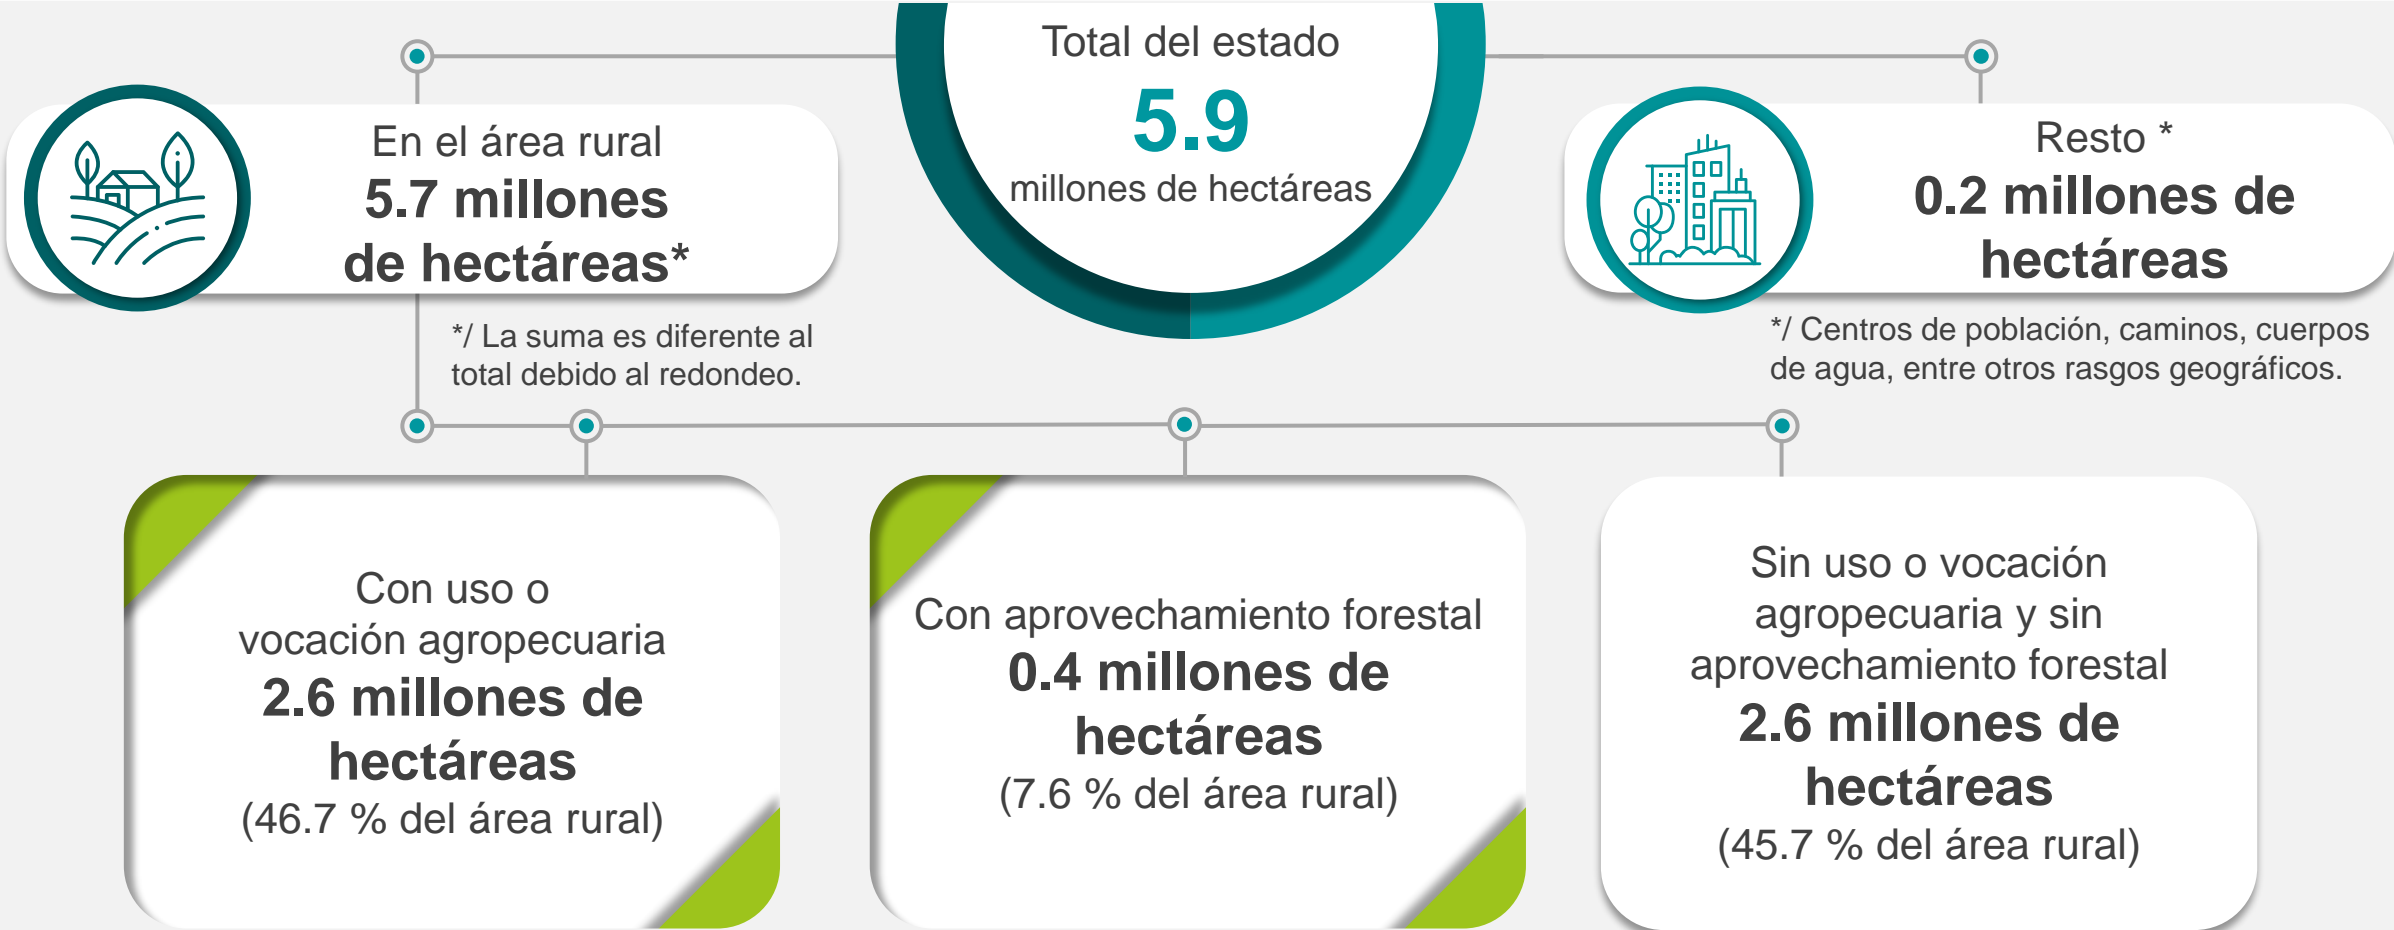 Total del estado
5.9
millones de hectáreas
En el área rural
5.7 millones
de hectáreas*
*/ La suma es diferente al
total debido al redondeo.
Resto *
0.2 millones de
hectáreas
*/ Centros de población, caminos, cuerpos
de agua, entre otros rasgos geográficos.
Con uso o
vocación agropecuaria
2.6 millones de
hectáreas
(46.7 % del área rural)
Con aprovechamiento forestal
0.4 millones de
hectáreas
(7.6 % del área rural)
Sin uso o vocación
agropecuaria y sin
aprovechamiento forestal
2.6 millones de
hectáreas
(45.7 % del área rural)